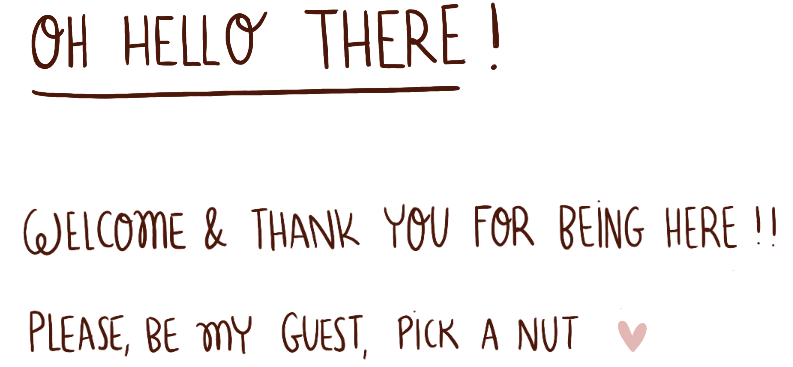 OH HELLO THERE !
WELCOME & THANK YOU FOR BEING HERE !!
PLEASE, BE MY GUEST, PICK A NUT